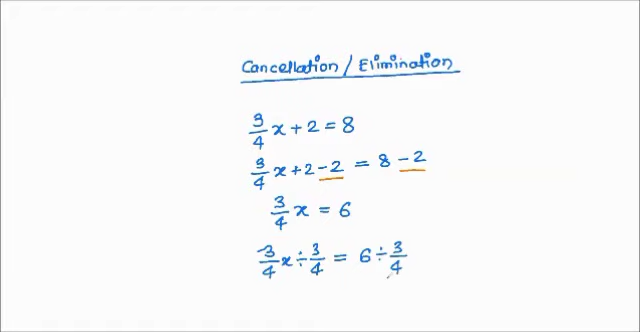 Cancellation / Elimination
3/4 x + 2 = 8
3/4 x + 2 - 2 = 8 - 2
3/4 x = 6
3/4 x ÷ 3/4 = 6 ÷ 3/4